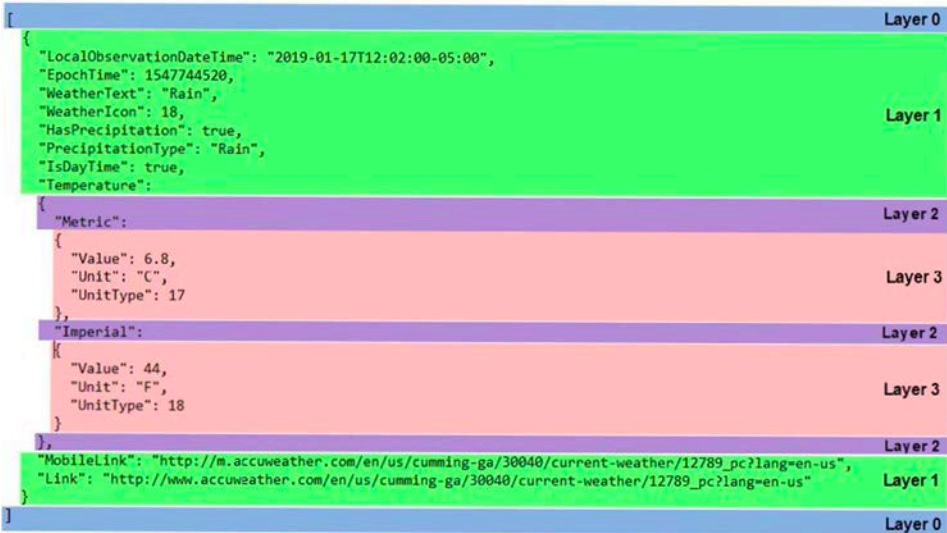 [ Layer 0
{
"LocalObservationDateTime": "2019-01-17T12:02:00-05:00",
"EpochTime": 1547744520,
"WeatherText": "Rain",
"WeatherIcon": 18,
"HasPrecipitation": true, Layer 1
"PrecipitationType": "Rain",
"IsDayTime": true,
"Temperature":
{ Layer 2
"Metric":
{
"Value": 6.8,
"Unit": "C", Layer 3
"UnitType": 17
},
"Imperial": Layer 2
{
"Value": 44,
"Unit": "F", Layer 3
"UnitType": 18
}
}, Layer 2
"MobileLink": "http://m.accuweather.com/en/us/cumming-ga/30040/current-weather/12789_pc?lang=en-us",
"Link": "http://www.accuweather.com/en/us/cumming-ga/30040/current-weather/12789_pc?lang=en-us" Layer 1
}
] Layer 0